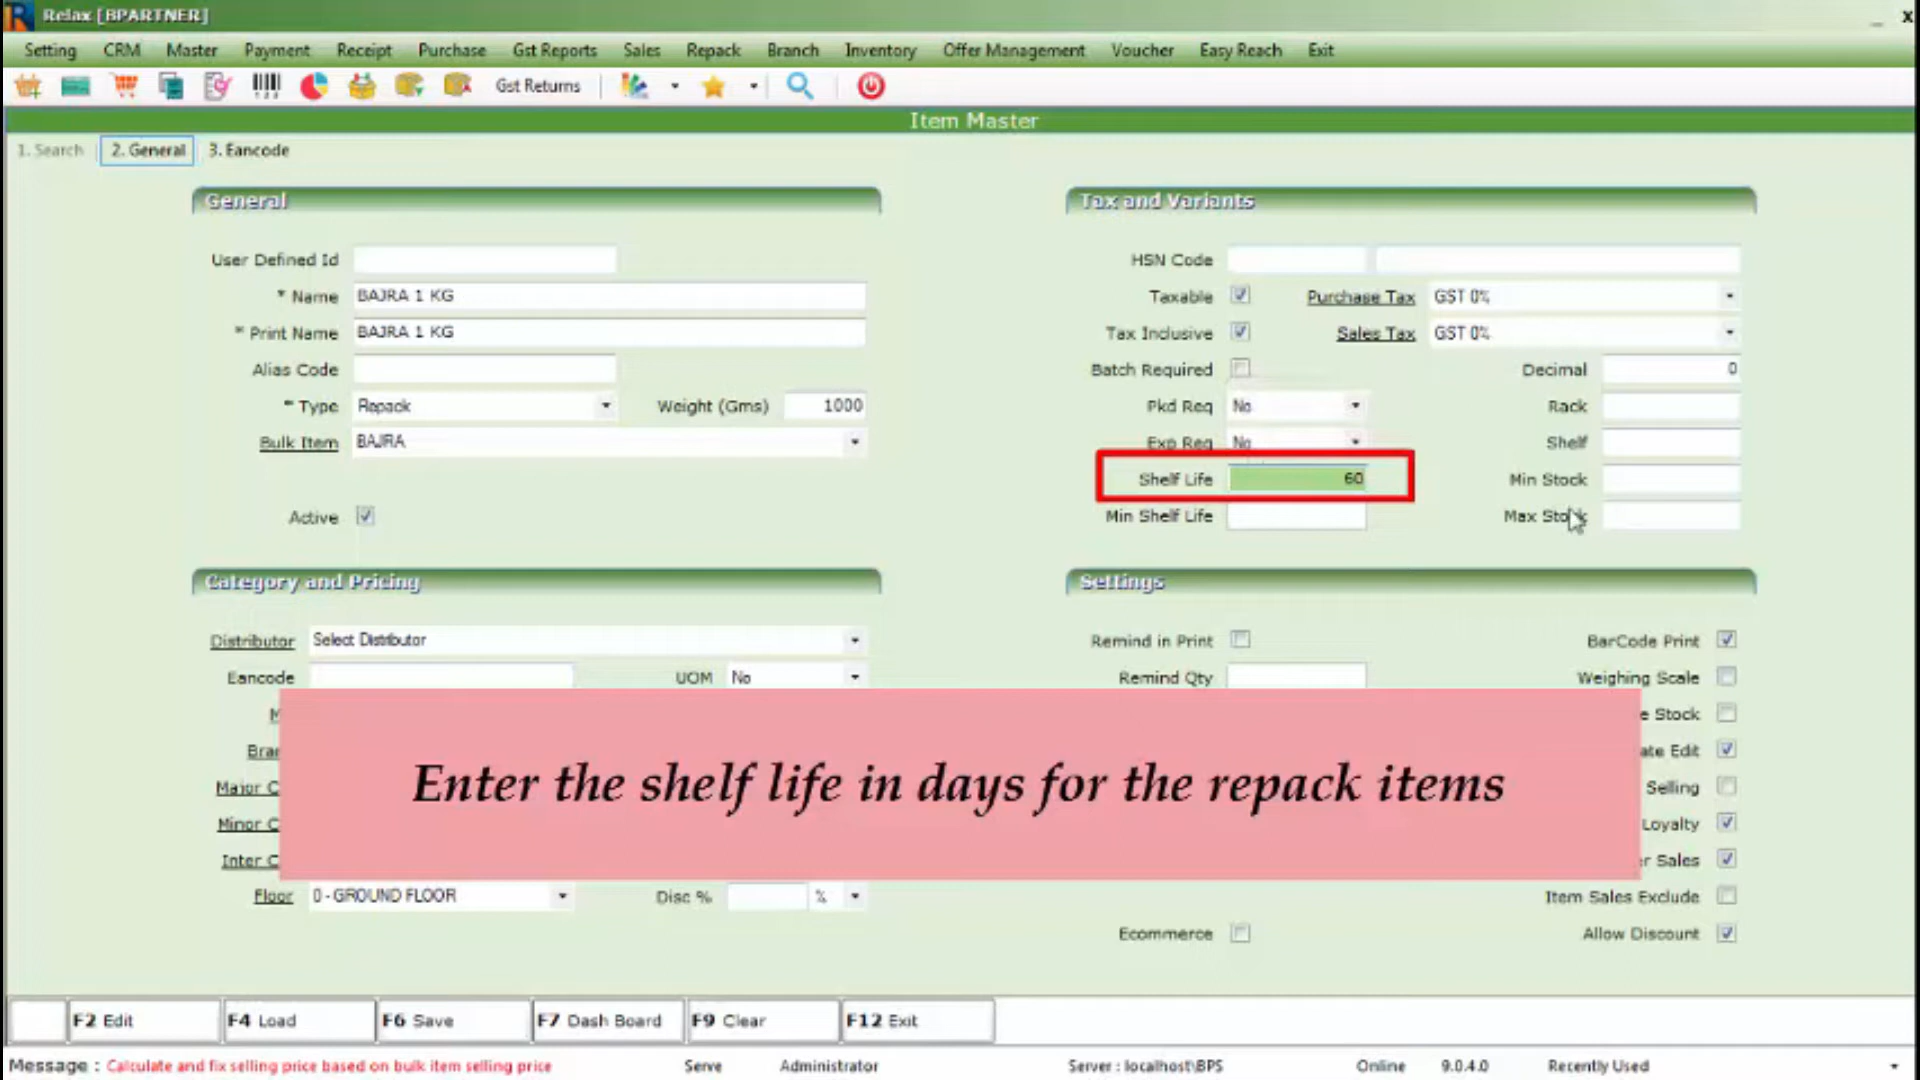 Relax [BPARTNER]
_ X
Setting CRM Master Payment Receipt Purchase Gst Reports Sales Repack Branch Inventory Offer Management Voucher Easy Reach Exit
Gst Returns
Item Master
1. Search 2. General 3. Eancode
General
User Defined Id
* Name BAJRA 1 KG
* Print Name BAJRA 1 KG
Alias Code
* Type Repack Weight (Gms) 1000
Bulk Item BAJRA
Active
Tax and Variants
HSN Code
Taxable Purchase Tax GST 0%
Tax Inclusive Sales Tax GST 0%
Batch Required Decimal 0
Pkd Req No Rack
Exp Req No Shelf
Shelf Life 60 Min Stock
Min Shelf Life Max Stock
Category and Pricing
Distributor Select Distributor
Eancode UOM No
Major C
Minor C
Inter C
Floor 0 - GROUND FLOOR Disc % %
Settings
Remind in Print BarCode Print
Remind Qty Weighing Scale
e Stock
ate Edit
Selling
Loyalty
r Sales
Item Sales Exclude
Ecommerce Allow Discount
Enter the shelf life in days for the repack items
F2 Edit F4 Load F6 Save F7 Dash Board F9 Clear F12 Exit
Message : Calculate and fix selling price based on bulk item selling price Serve Administrator Server : localhost\BPS Online 9.0.4.0 Recently Used